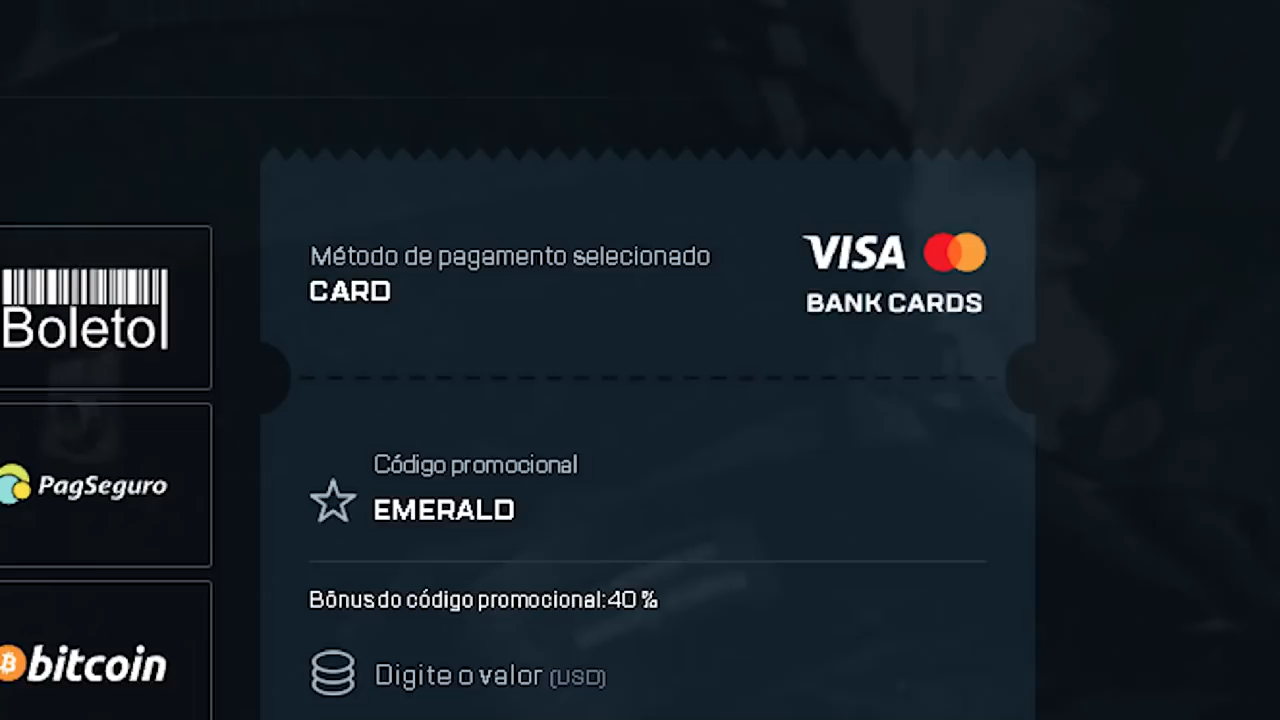 Método de pagamento selecionado
CARD
VISA
BANK CARDS
Boleto
PagSeguro
bitcoin
Código promocional
EMERALD
Bônus do código promocional: 40 %
Digite o valor (USD)